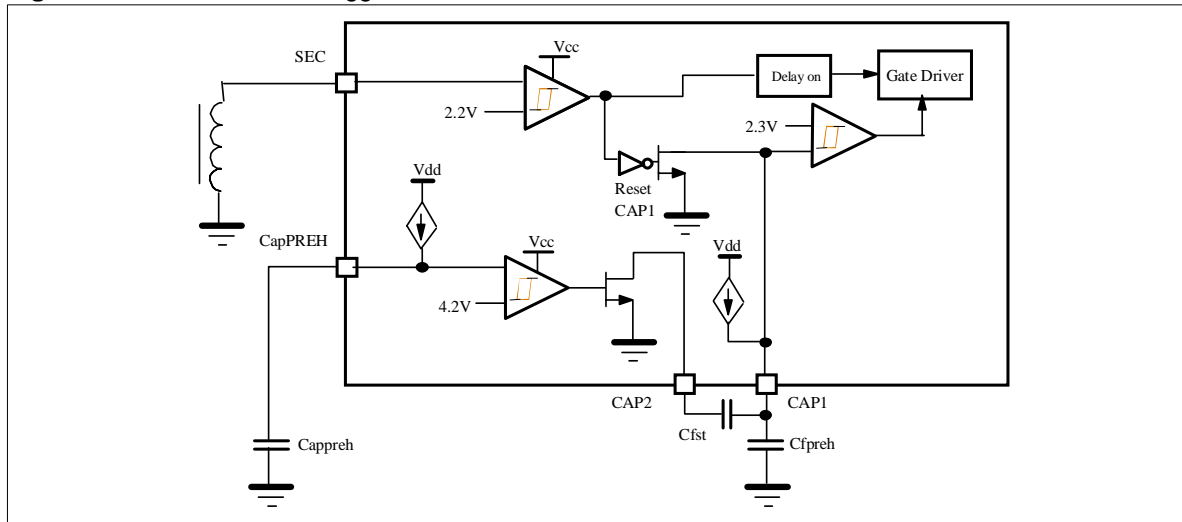 SEC
Vcc
2.2V
Delay on
Gate Driver
2.3V
Reset
CAP1
Vdd
CapPREH
Vcc
4.2V
Vdd
CAP2
CAP1
Cfst
Cappreh
Cfpreh